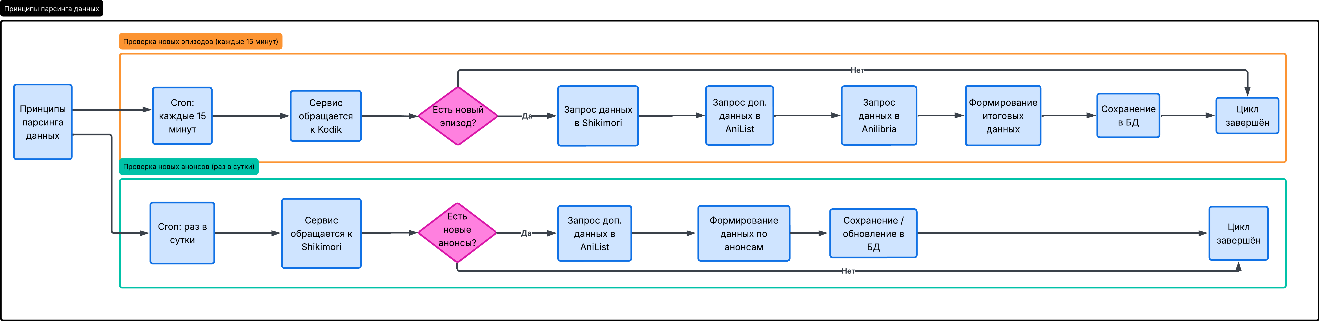 Принципы парсинга данных
Проверка новых эпизодов (каждые 15 минут)
Нет
Принципы
парсинга
данных
Cron:
каждые 15
минут
Сервис
обращается
к Kodik
Есть новый
эпизод?
Да
Запрос данных
в Shikimori
Запрос доп.
данных в
AniList
Запрос
данных в
Anilibria
Формирование
итоговых
данных
Сохранение
в БД
Цикл
завершён
Проверка новых анонсов (раз в сутки)
Cron: раз в
сутки
Сервис
обращается к
Shikimori
Есть
новые
анонсы?
Да
Запрос доп.
данных в
AniList
Формирование
данных по
анонсам
Сохранение /
обновление в
БД
Цикл
завершён
Нет